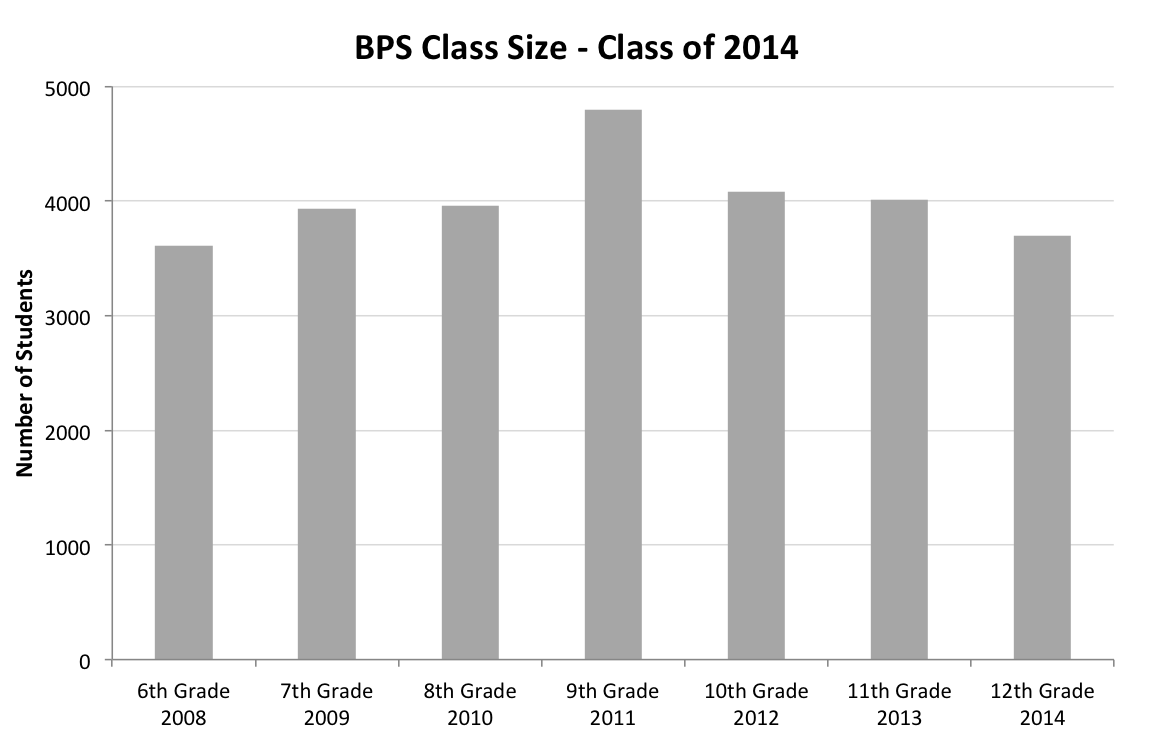 BPS Class Size - Class of 2014
Number of Students
5000
4000
3000
2000
1000
0
6th Grade 7th Grade 8th Grade 9th Grade 10th Grade 11th Grade 12th Grade
2008 2009 2010 2011 2012 2013 2014